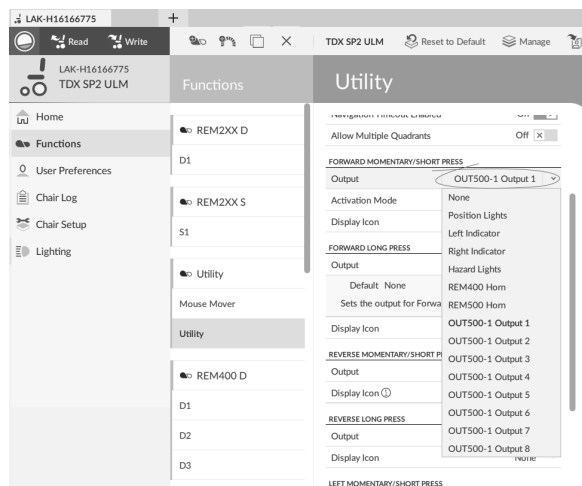 LAK-H16166775
Read
Write
TDX SP2 ULM
Reset to Default
Manage
LAK-H16166775
TDX SP2 ULM
Functions
Utility
Home
Functions
User Preferences
Chair Log
Chair Setup
Lighting
REM2XX D
D1
REM2XX S
S1
Utility
Mouse Mover
Utility
REM400 D
D1
D2
D3
Navigation Timeout Enabled
Allow Multiple Quadrants Off
FORWARD MOMENTARY/SHORT PRESS
Output OUT500-1 Output 1
Activation Mode
Display Icon
FORWARD LONG PRESS
Output
Default None
Sets the output for Forwa
Display Icon
REVERSE MOMENTARY/SHORT P
Output
Display Icon ①
REVERSE LONG PRESS
Output
Display Icon None
LEFT MOMENTARY/SHORT PRESS
None
Position Lights
Left Indicator
Right Indicator
Hazard Lights
REM400 Horn
REM500 Horn
OUT500-1 Output 1
OUT500-1 Output 2
OUT500-1 Output 3
OUT500-1 Output 4
OUT500-1 Output 5
OUT500-1 Output 6
OUT500-1 Output 7
OUT500-1 Output 8